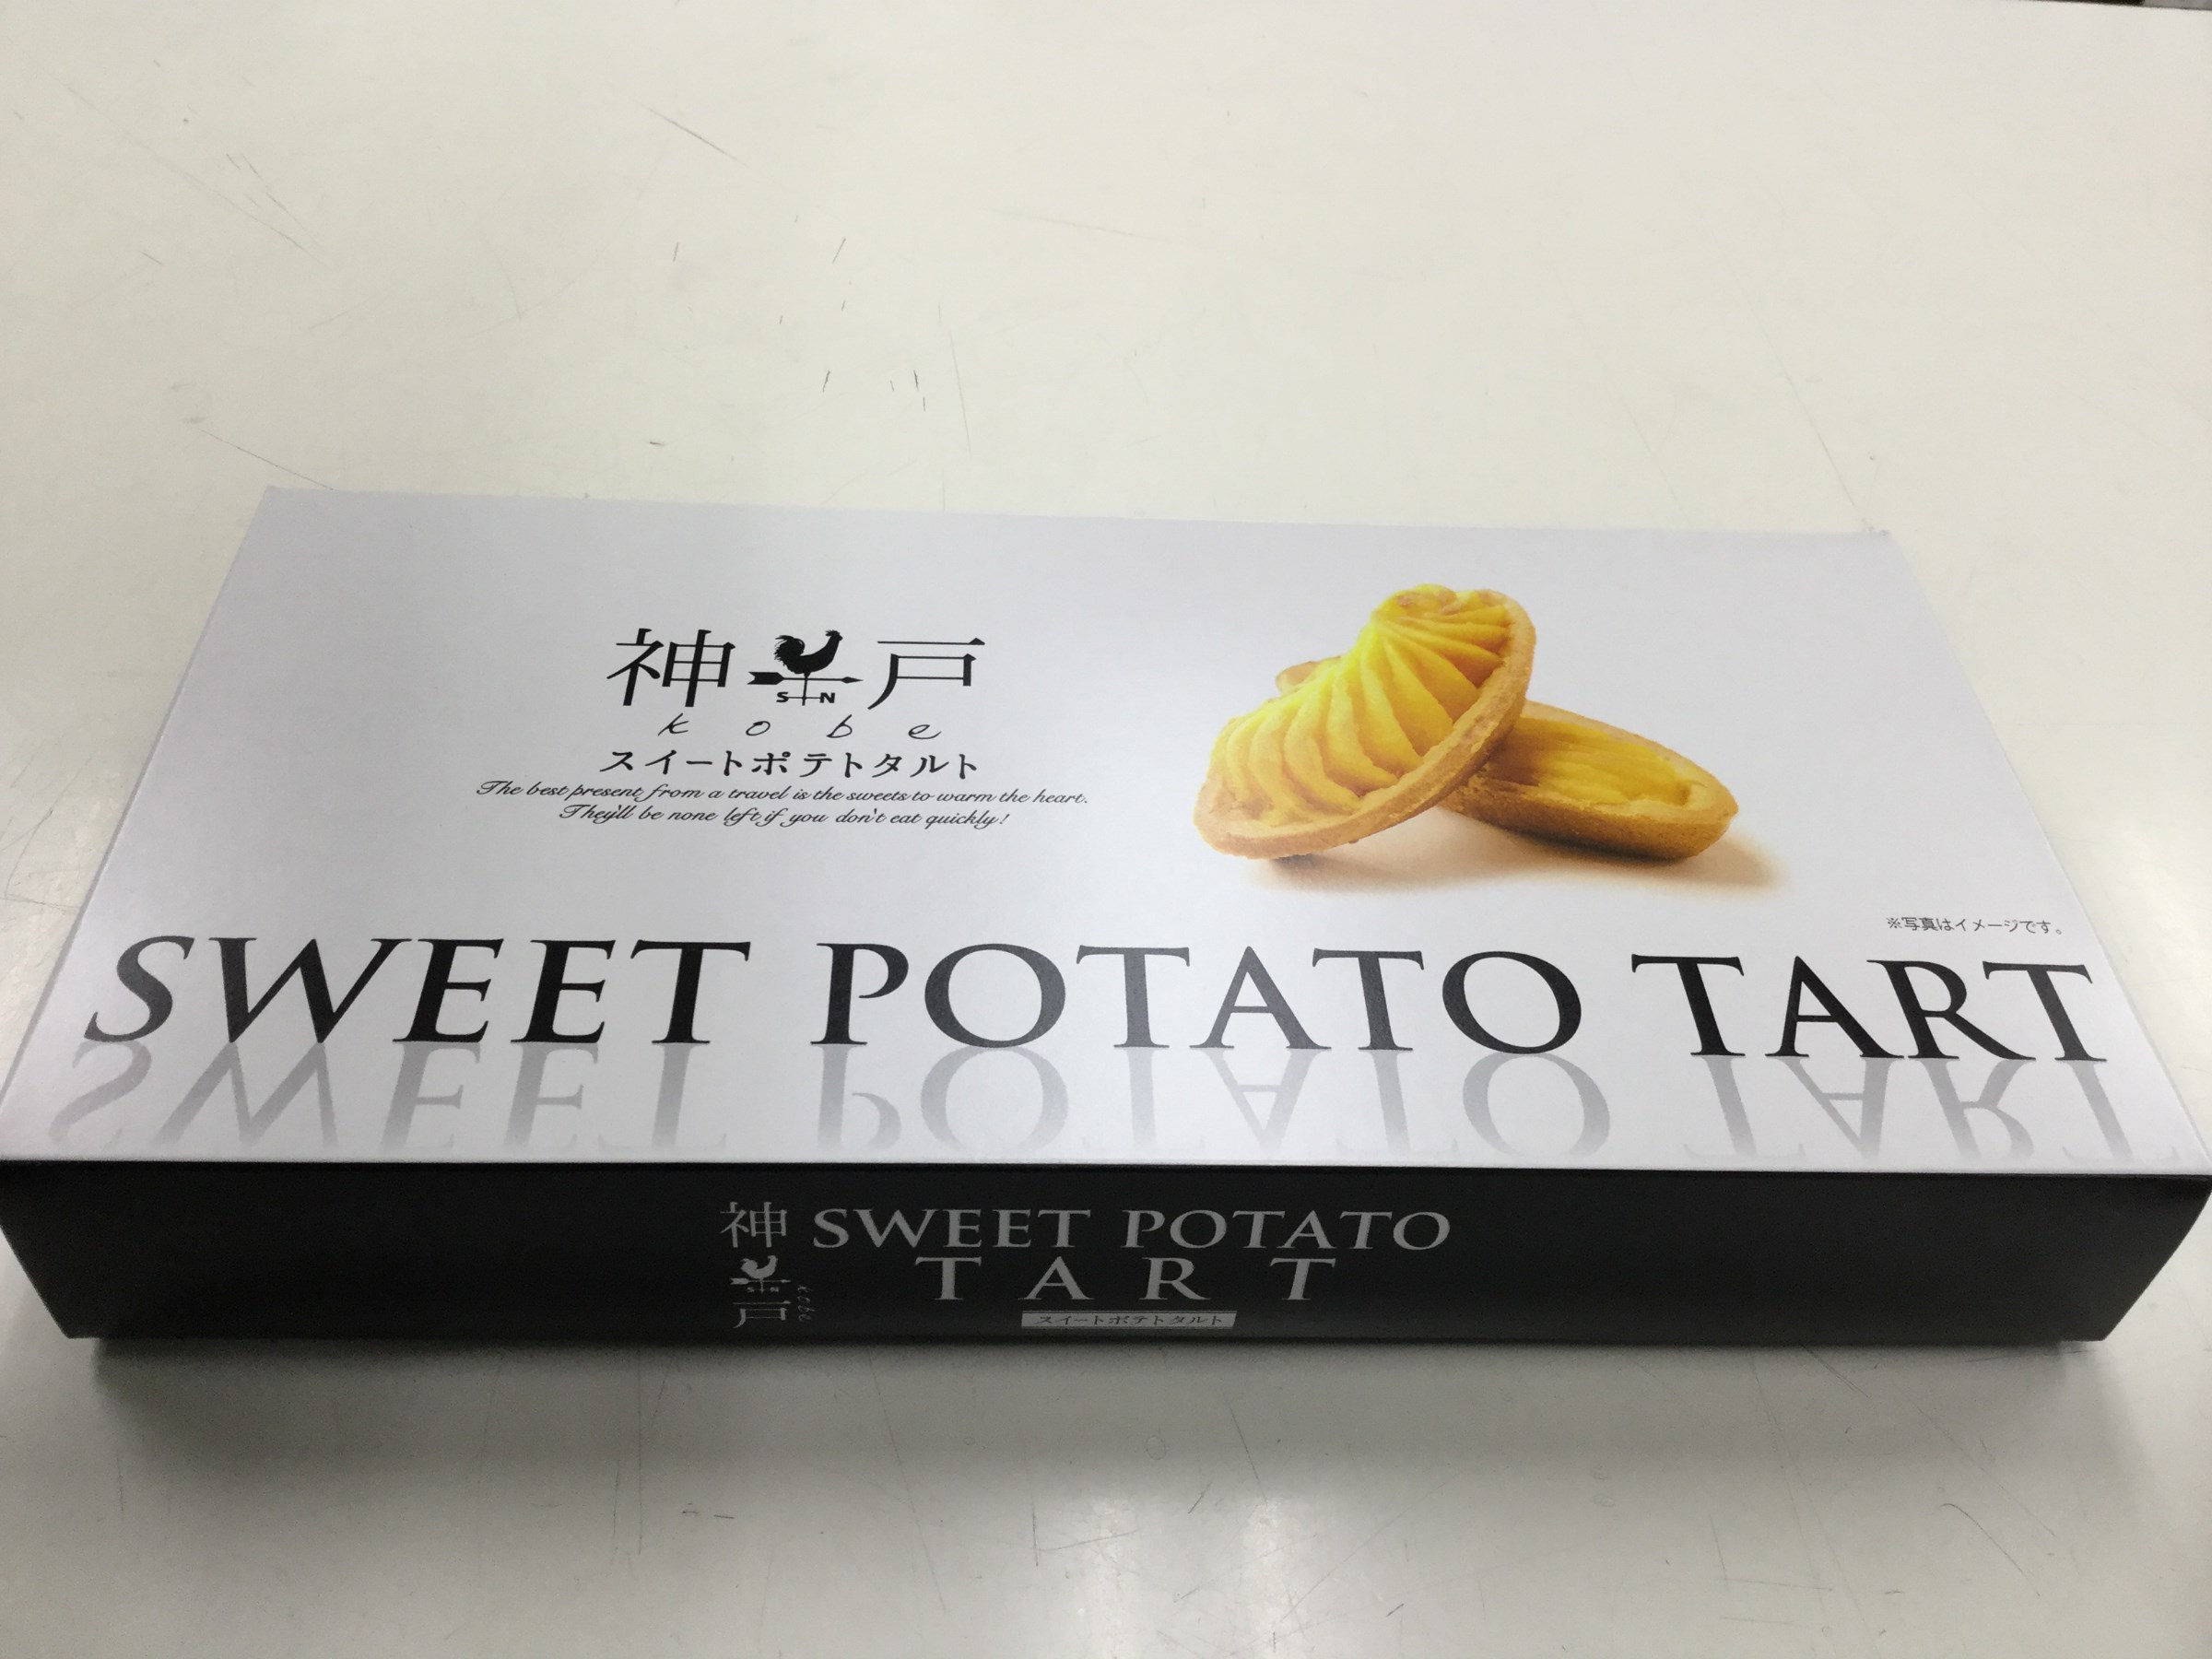 神戸
S N
kobe
スイートポテトタルト
The best present from a travel is the sweets to warm the heart.
They'll be none left if you don't eat quickly!
※写真はイメージです。
SWEET POTATO TART
神戸
kobe
SWEET POTATO
TART
スイートポテトタルト